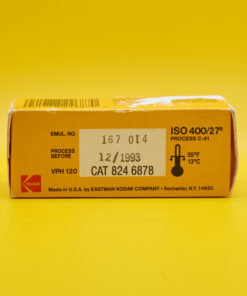 EMUL. NO.
167 014
ISO 400/27°
PROCESS C-41
PROCESS
BEFORE
12/1993
55°F
13°C
VPH 120
CAT 824 6878
Kodak
Made in U.S.A. by EASTMAN KODAK COMPANY • Rochester, N.Y. 14650